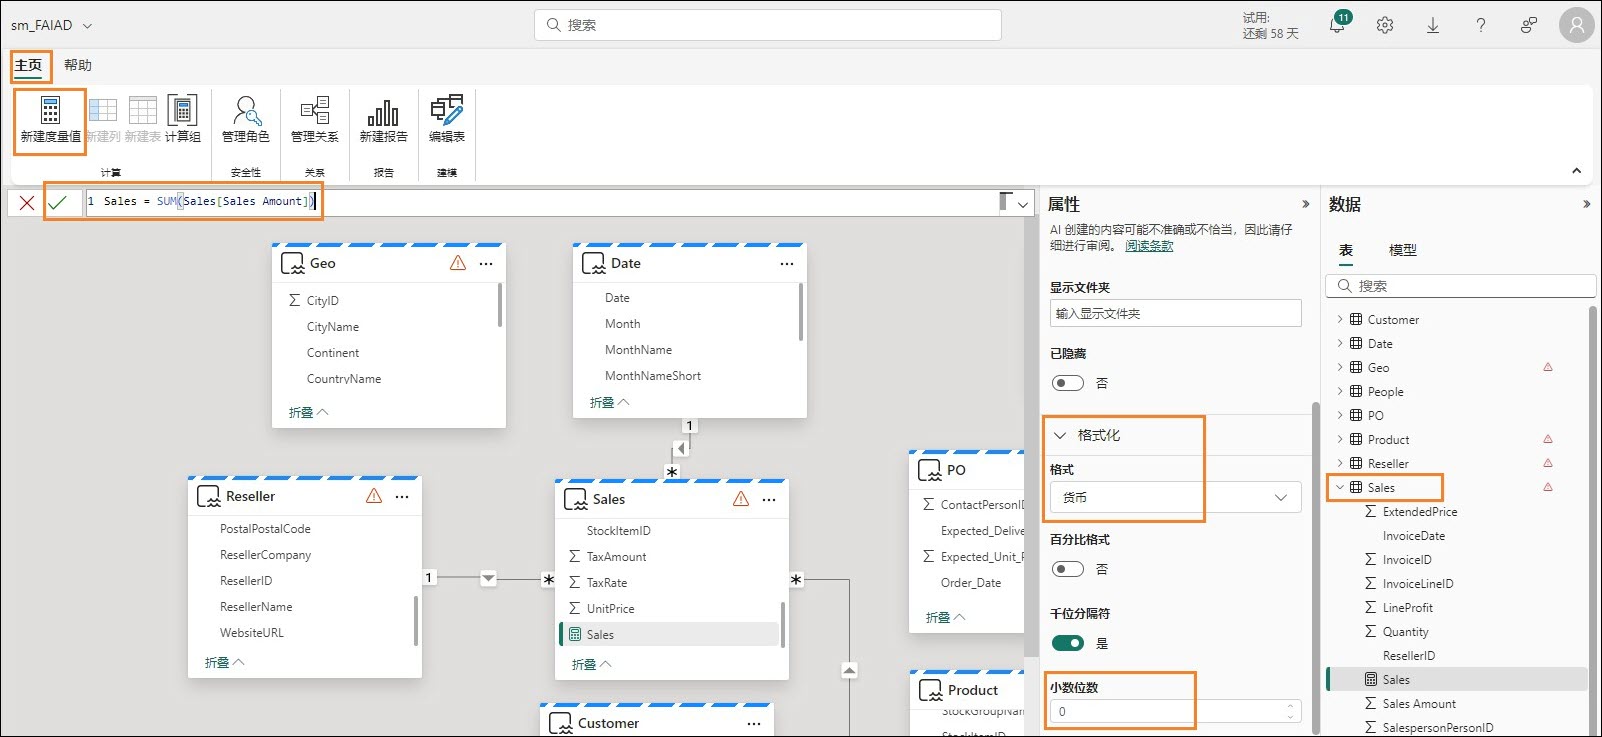 sm_FAIAD
搜索
试用:
还剩 58 天
11
主页
帮助
新建度量值
新建列
新建表
计算组
管理角色
管理关系
新建报告
编辑表
计算
安全性
关系
报告
建模
1 Sales = SUM(Sales[Sales Amount])
Geo
CityID
CityName
Continent
CountryName
折叠
Date
Date
Month
MonthName
MonthNameShort
折叠
1
*
Reseller
PostalPostalCode
ResellerCompany
ResellerID
ResellerName
WebsiteURL
折叠
1
*
Sales
StockItemID
TaxAmount
TaxRate
UnitPrice
Sales
折叠
*
PO
ContactPersonID
Expected_Delive
Expected_Unit_P
Order_Date
折叠
Product
StockGroupNam
StockItemID
Customer
属性
AI 创建的内容可能不准确或不恰当，因此请仔
细进行审阅。 阅读条款
显示文件夹
输入显示文件夹
已隐藏
否
格式化
格式
货币
百分比格式
否
千位分隔符
是
小数位数
0
数据
表
模型
搜索
Customer
Date
Geo
People
PO
Product
Reseller
Sales
ExtendedPrice
InvoiceDate
InvoiceID
InvoiceLineID
LineProfit
Quantity
ResellerID
Sales
Sales Amount
SalespersonPersonID